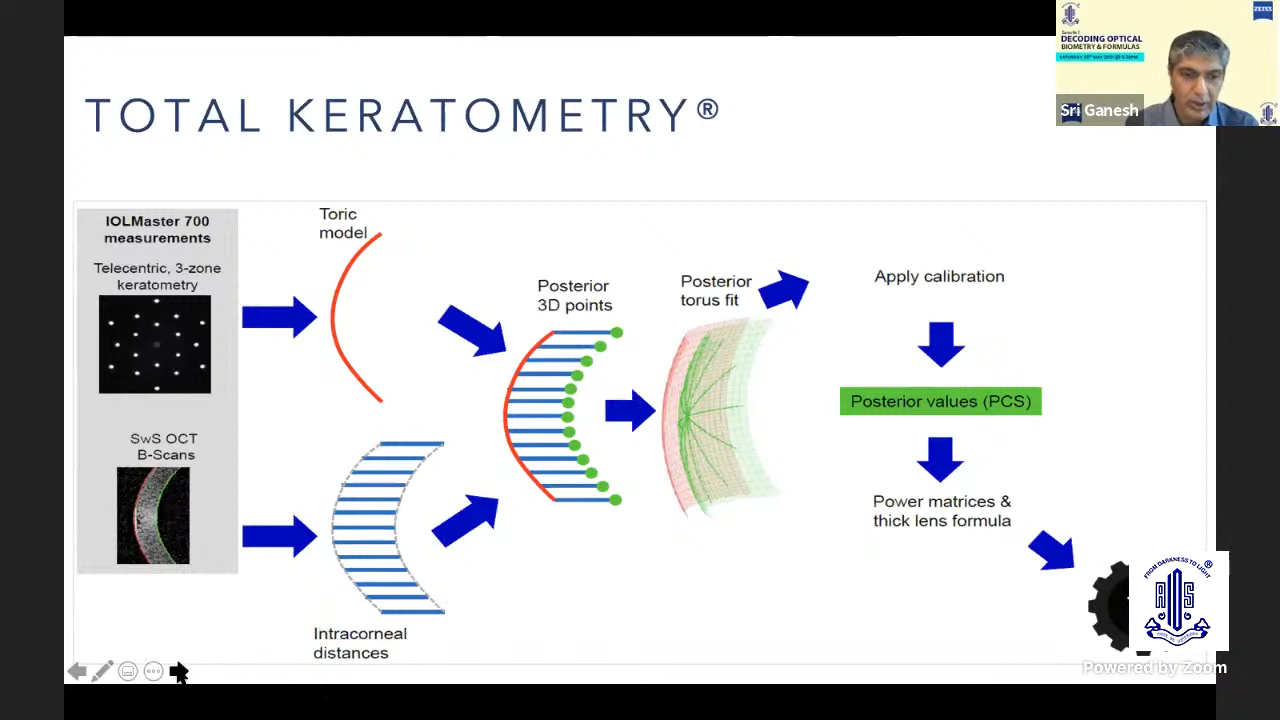 TOTAL KERATOMETRY®
IOLMaster 700
measurements
Telecentric, 3-zone
keratometry
SwS OCT
B-Scans
Toric
model
Intracorneal
distances
Posterior
3D points
Posterior
torus fit
Apply calibration
Posterior values (PCS)
Power matrices &
thick lens formula
DECODING OPTICAL
BIOMETRY & FORMULAS
ZEISS
Sri Ganesh
FROM DARKNESS TO LIGHT
®
Powered by Zoom